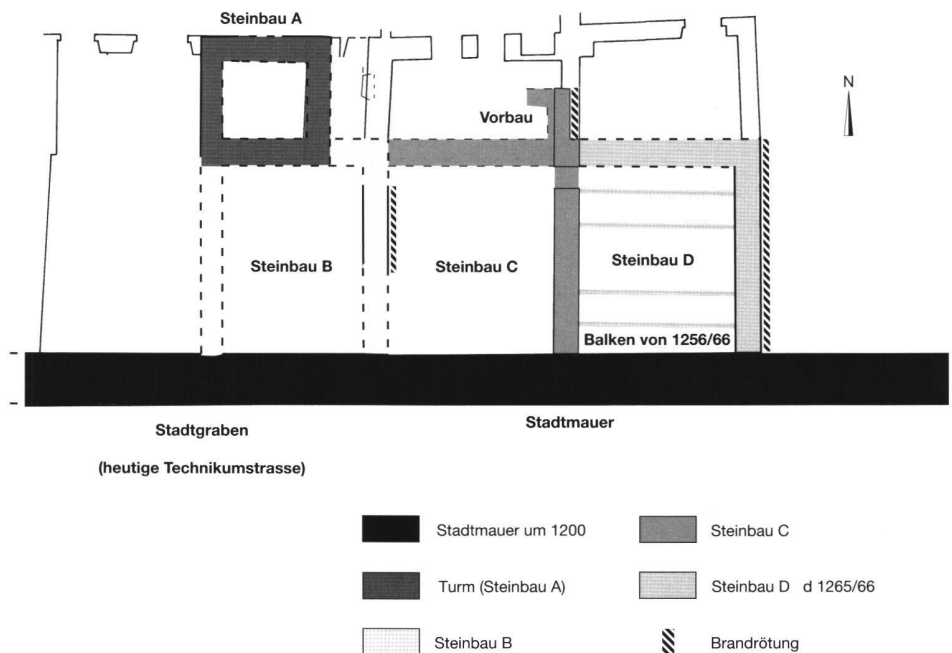 Steinbau A
N
Vorbau
Steinbau B
Steinbau C
Steinbau D
Balken von 1256/66
Stadtgraben
Stadtmauer
(heutige Technikumstrasse)
Stadtmauer um 1200
Steinbau C
Turm (Steinbau A)
Steinbau D d 1265/66
Steinbau B
Brandrötung